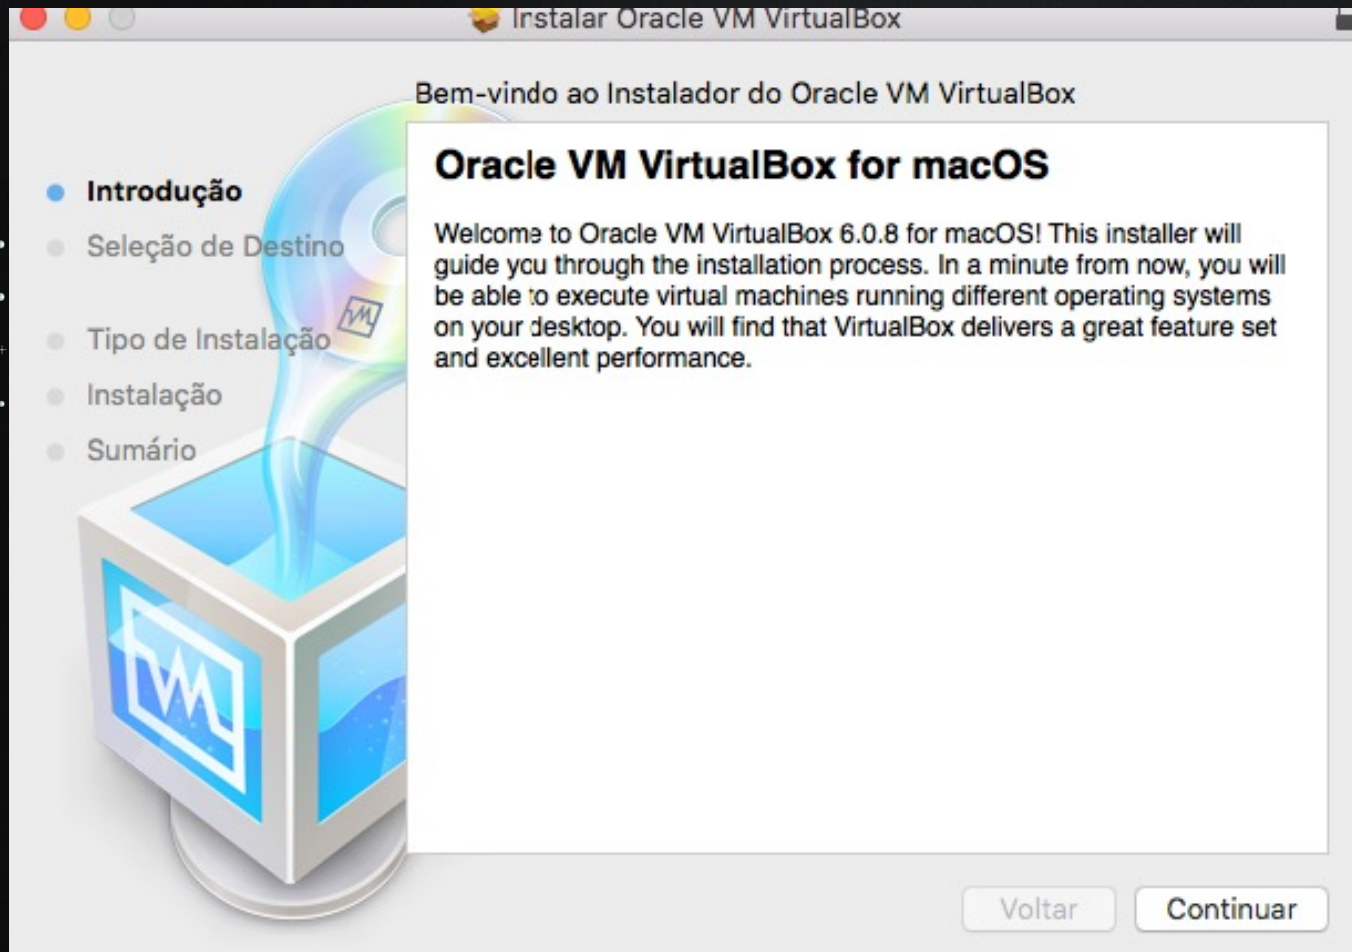 Instalar Oracle VM VirtualBox
Bem-vindo ao Instalador do Oracle VM VirtualBox
Introdução
Seleção de Destino
Tipo de Instalação
Instalação
Sumário
Oracle VM VirtualBox for macOS
Welcome to Oracle VM VirtualBox 6.0.8 for macOS! This installer will
guide you through the installation process. In a minute from now, you will
be able to execute virtual machines running different operating systems
on your desktop. You will find that VirtualBox delivers a great feature set
and excellent performance.
Voltar
Continuar